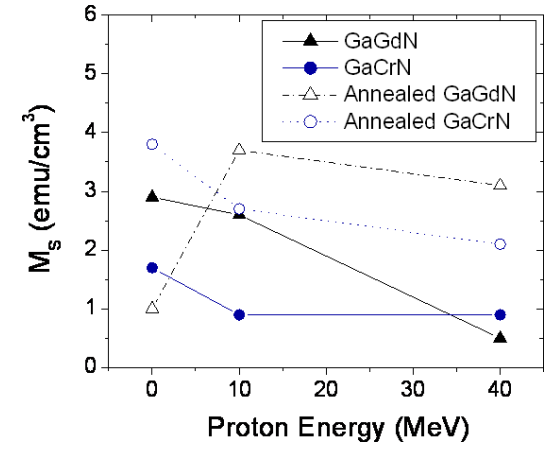 6
5
4
3
2
1
0
0 10 20 30 40
M_s (emu/cm³)
Proton Energy (MeV)
GaGdN
GaCrN
Annealed GaGdN
Annealed GaCrN